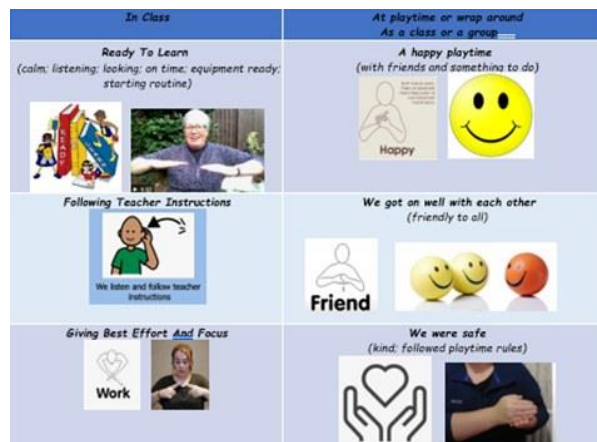 In Class
At playtime or wrap around
As a class or a group
Ready To Learn
(calm; listening; looking; on time; equipment ready;
starting routine)
READY
A happy playtime
(with friends and something to do)
Happy
Following Teacher Instructions
We listen and follow teacher
instructions
We got on well with each other
(friendly to all)
Friend
Giving Best Effort And Focus
Work
We were safe
(kind; followed playtime rules)